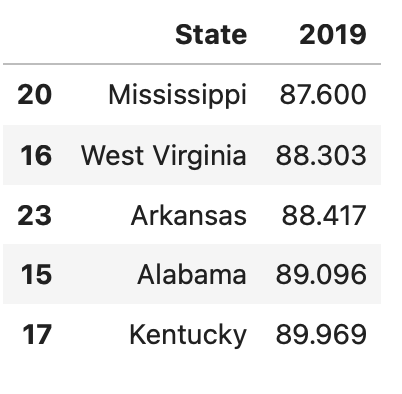 State 2019
20 Mississippi 87.600
16 West Virginia 88.303
23 Arkansas 88.417
15 Alabama 89.096
17 Kentucky 89.969